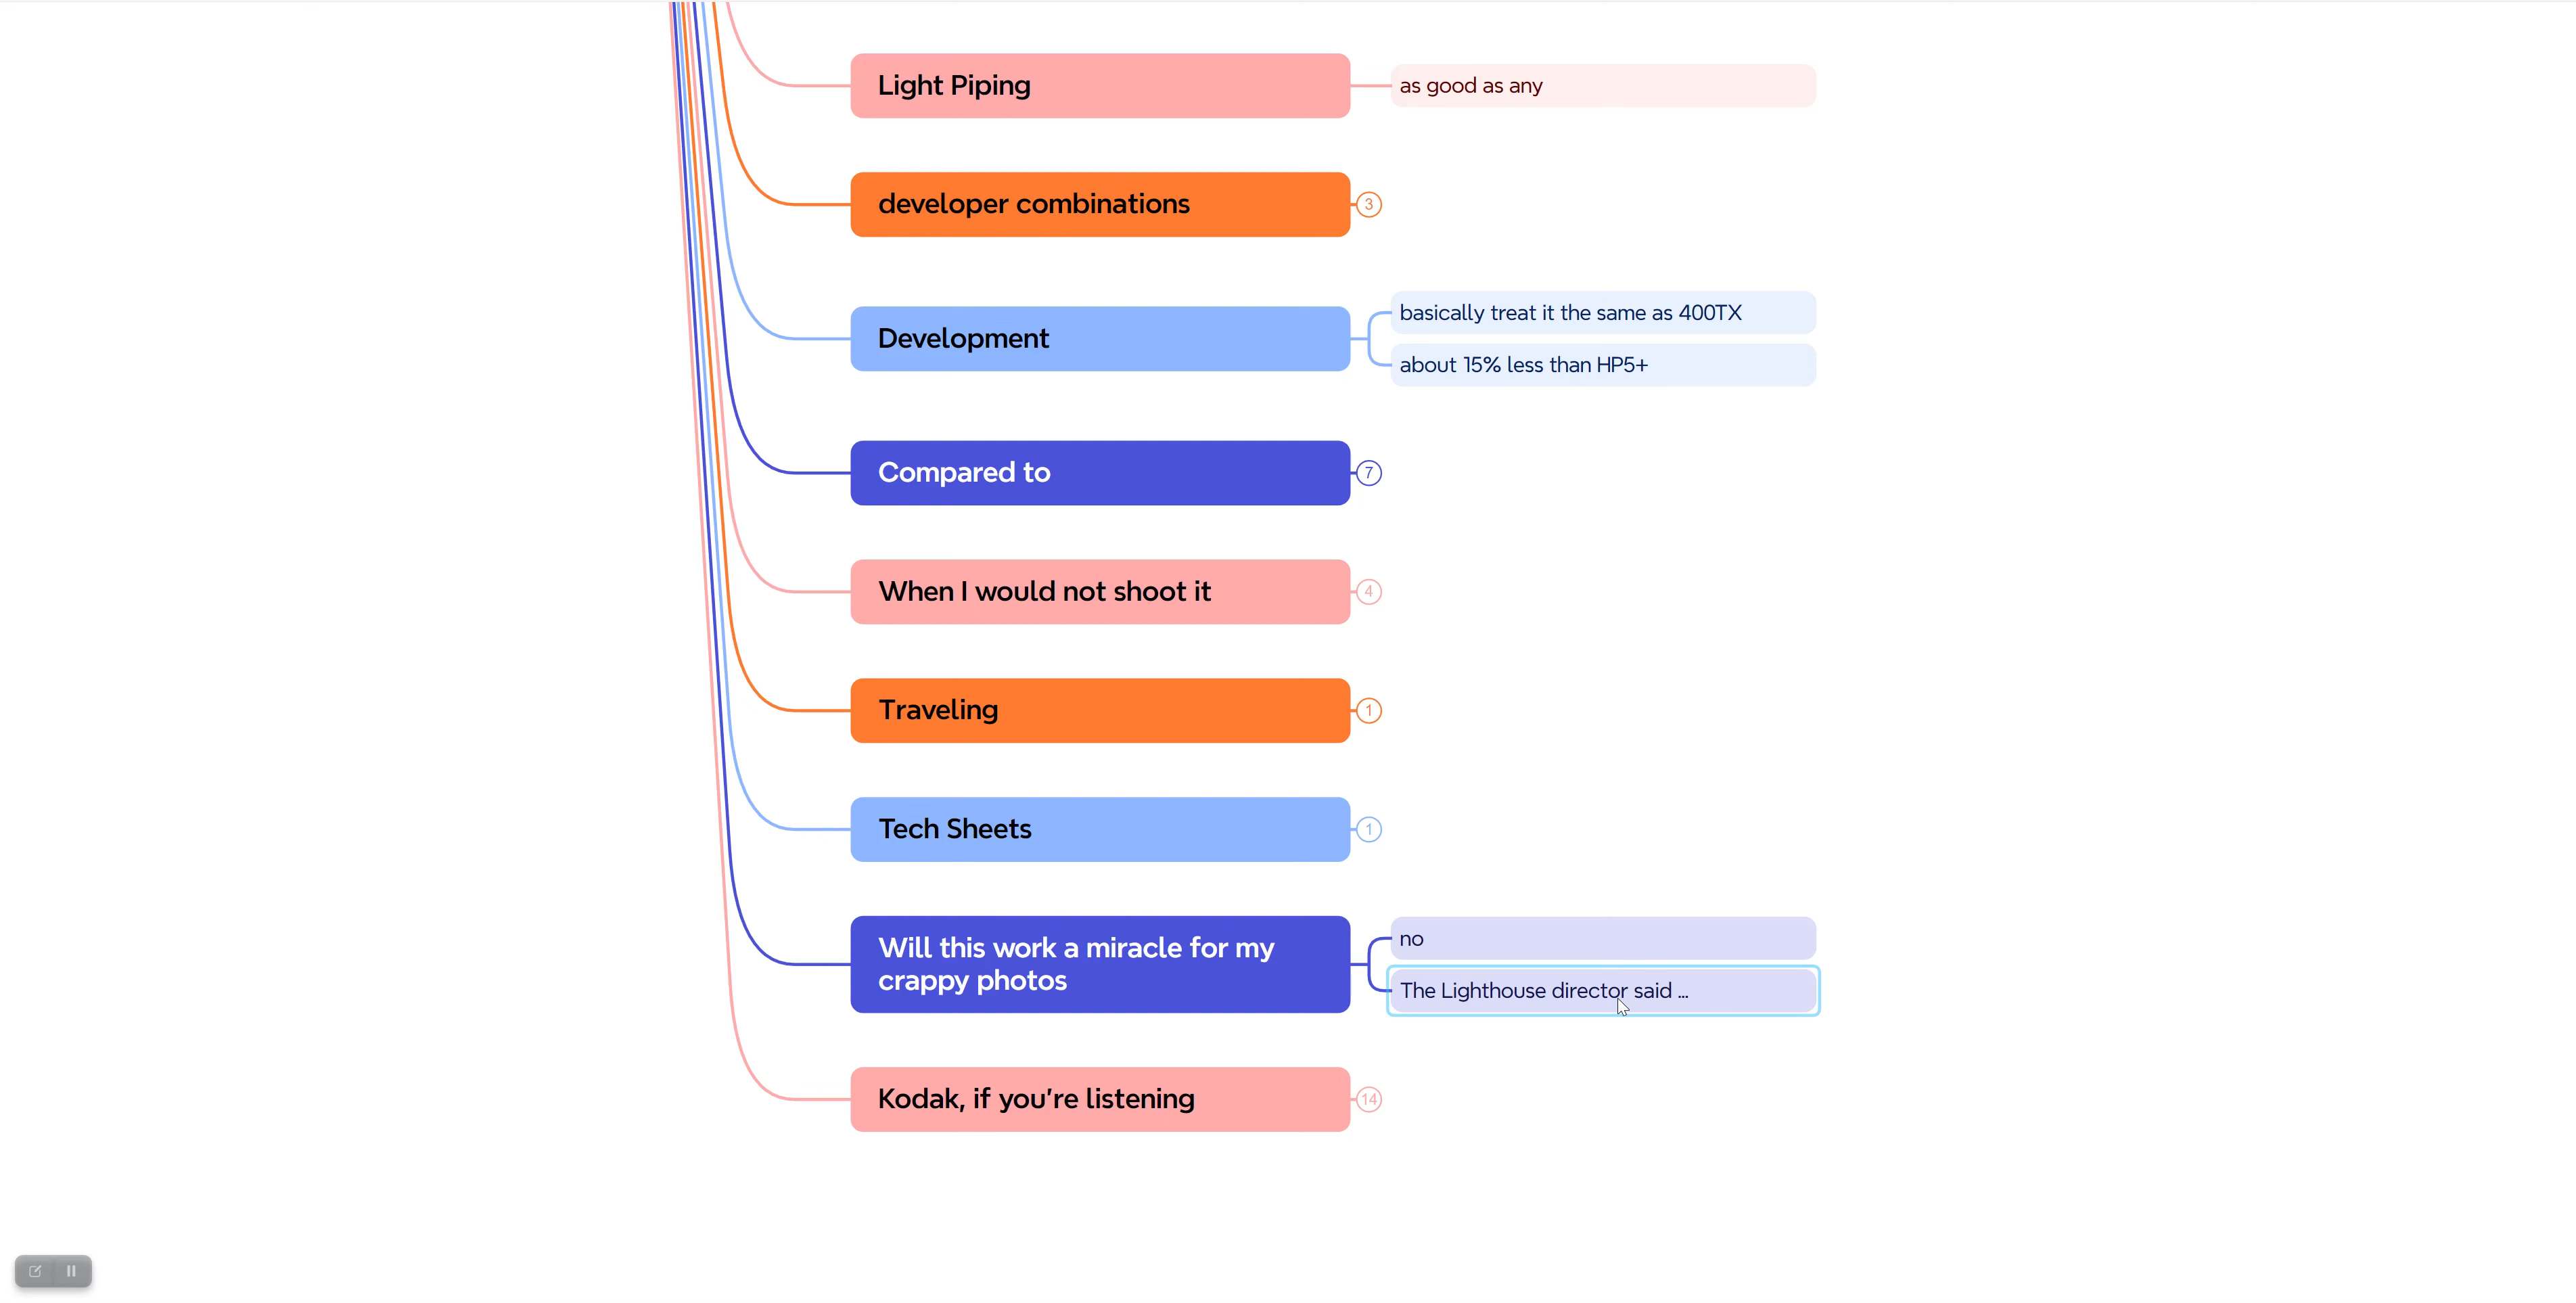 Light Piping
as good as any
developer combinations
3
Development
basically treat it the same as 400TX
about 15% less than HP5+
Compared to
7
When I would not shoot it
4
Traveling
1
Tech Sheets
1
Will this work a miracle for my
crappy photos
no
The Lighthouse director said ...
Kodak, if you're listening
14